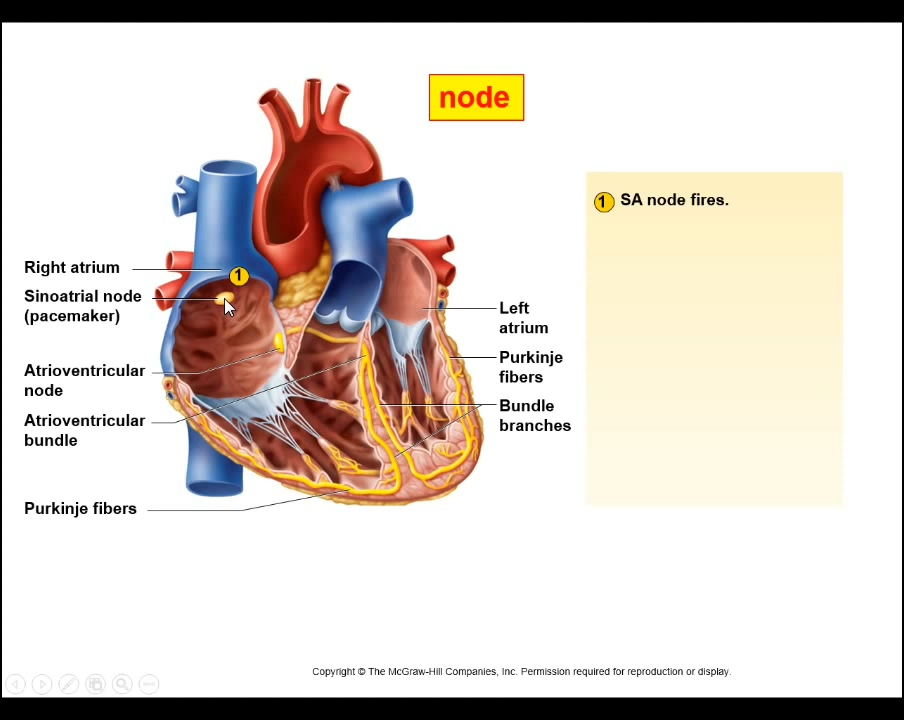 node
1 SA node fires.
Right atrium
1
Sinoatrial node
(pacemaker)
Atrioventricular
node
Atrioventricular
bundle
Purkinje fibers
Left
atrium
Purkinje
fibers
Bundle
branches
Copyright © The McGraw-Hill Companies, Inc. Permission required for reproduction or display.